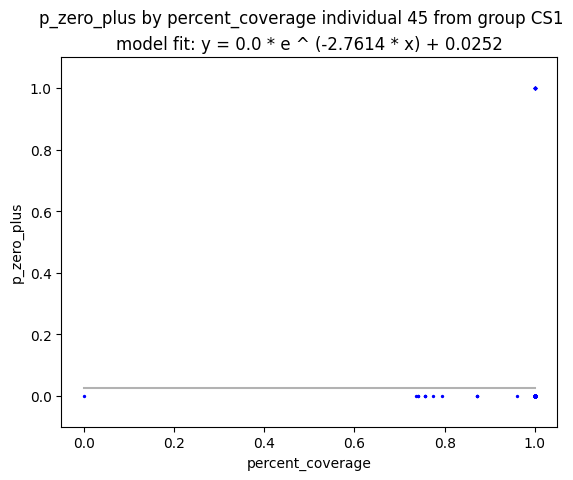 p_zero_plus by percent_coverage individual 45 from group CS1
model fit: y = 0.0 * e ^ (-2.7614 * x) + 0.0252
1.0
0.8
0.6
0.4
0.2
0.0
p_zero_plus
0.0 0.2 0.4 0.6 0.8 1.0
percent_coverage